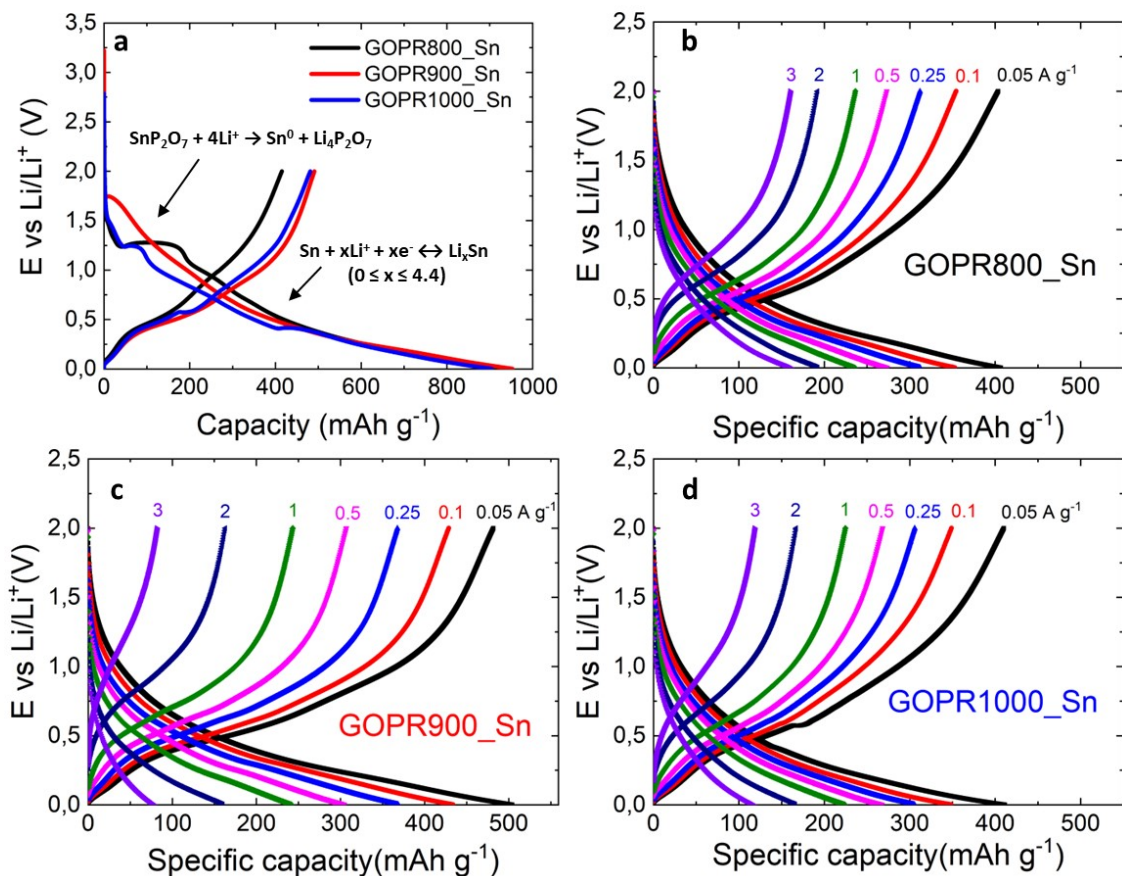 a
GOPR800_Sn
GOPR900_Sn
GOPR1000_Sn
SnP₂O₇ + 4Li⁺ → Sn⁰ + Li₄P₂O₇
Sn + xLi⁺ + xe⁻ ↔ LiₓSn
(0 ≤ x ≤ 4.4)
E vs Li/Li⁺ (V)
3,5
3,0
2,5
2,0
1,5
1,0
0,5
0,0
0 200 400 600 800 1000
Capacity (mAh g⁻¹)
b
3 2 1 0.5 0.25 0.1 0.05 A g⁻¹
GOPR800_Sn
E vs Li/Li⁺(V)
2,5
2,0
1,5
1,0
0,5
0,0
0 100 200 300 400 500
Specific capacity(mAh g⁻¹)
c
3 2 1 0.5 0.25 0.1 0.05 A g⁻¹
GOPR900_Sn
E vs Li/Li⁺(V)
2,5
2,0
1,5
1,0
0,5
0,0
0 100 200 300 400 500
Specific capacity(mAh g⁻¹)
d
3 2 1 0.5 0.25 0.1 0.05 A g⁻¹
GOPR1000_Sn
E vs Li/Li⁺(V)
2,5
2,0
1,5
1,0
0,5
0,0
0 100 200 300 400 500
Specific capacity(mAh g⁻¹)